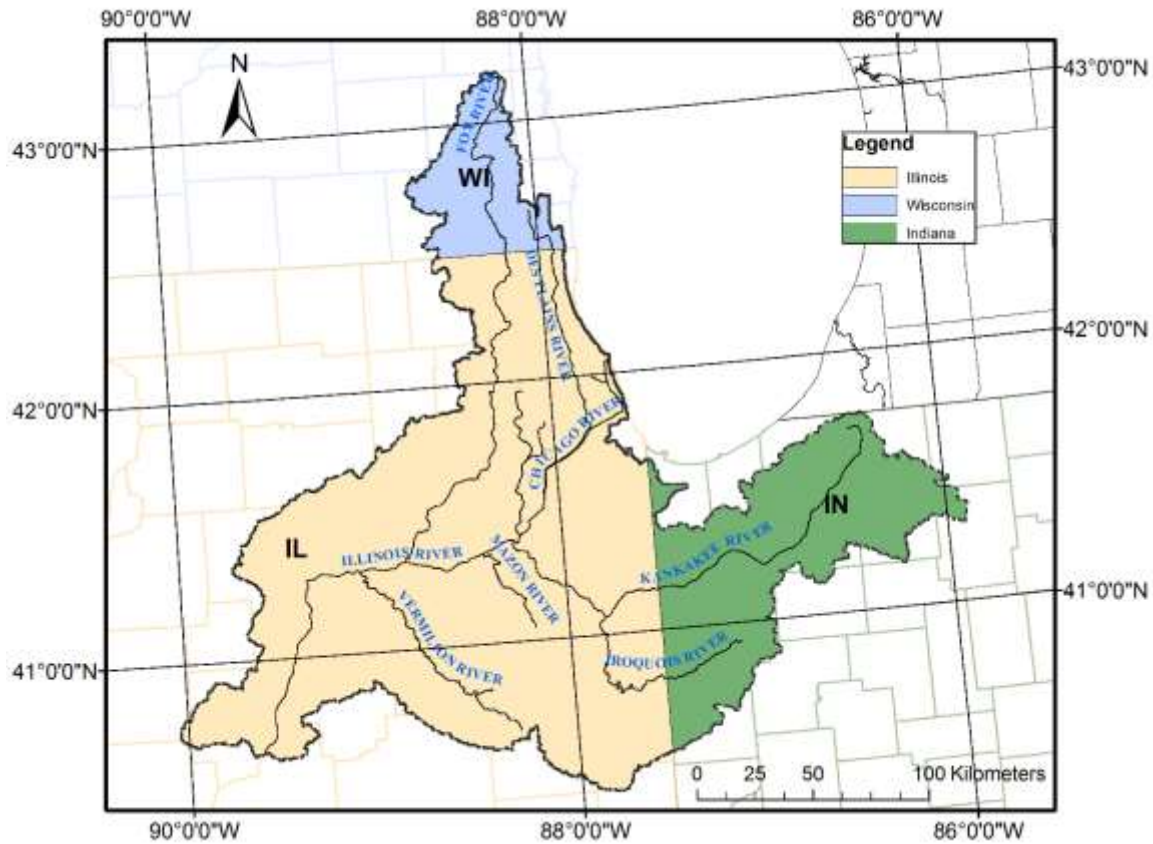 90°0'0"W 88°0'0"W 86°0'0"W
N
43°0'0"N
43°0'0"N
FOX RIVER
Legend
Illinois
Wisconsin
Indiana
WI
DES PLAINS RIVER
42°0'0"N
42°0'0"N
CHICAGO RIVER
IN
IL
ILLINOIS RIVER
MAZON RIVER
KANKAKEE RIVER
41°0'0"N
VERMILION RIVER
IROQUOIS RIVER
41°0'0"N
0 25 50 100 Kilometers
90°0'0"W 88°0'0"W 86°0'0"W